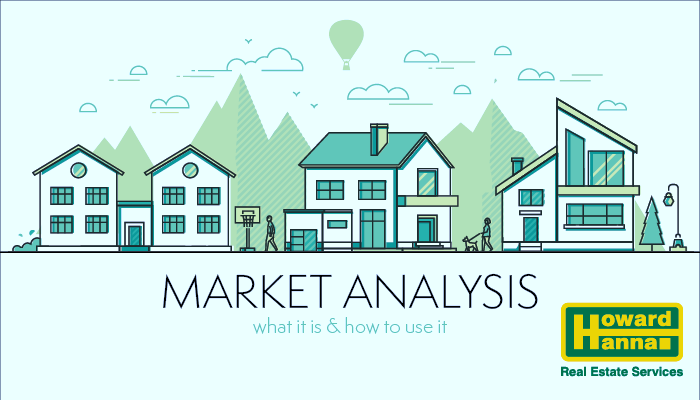 MARKET ANALYSIS
what it is & how to use it
Howard
Hanna
Real Estate Services